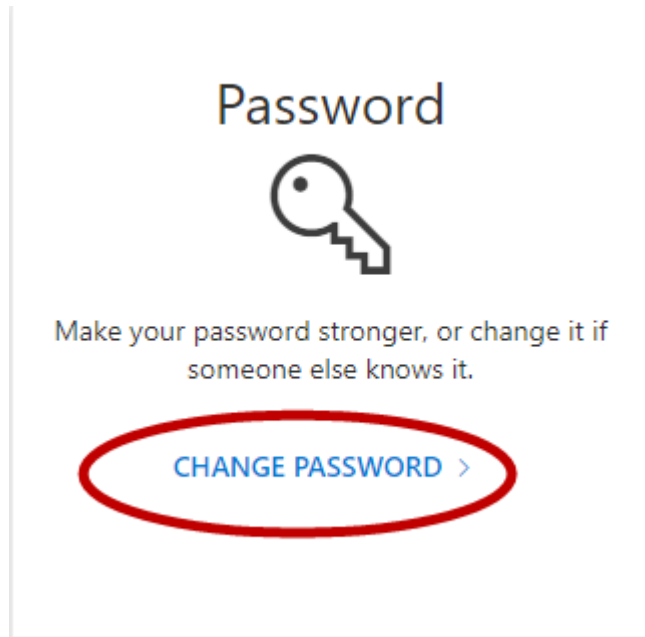 Password
Make your password stronger, or change it if
someone else knows it.
CHANGE PASSWORD >